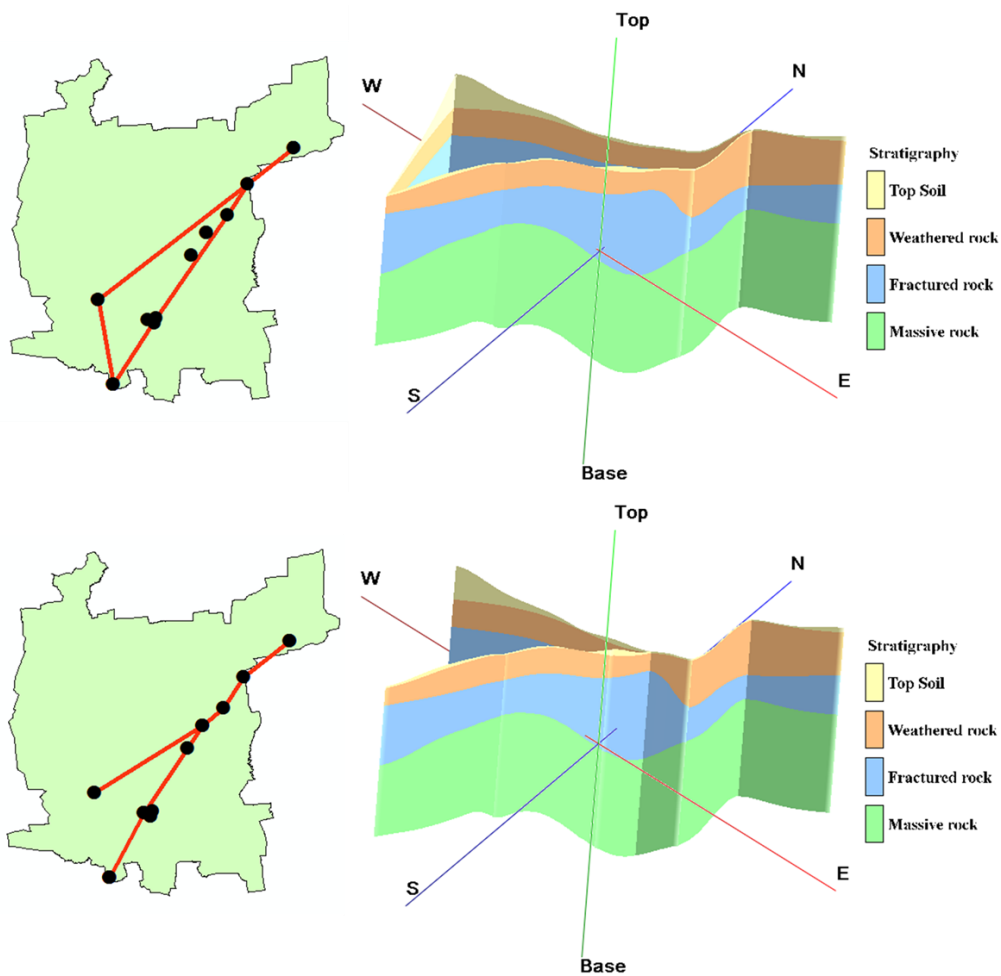 Top
W
N
Stratigraphy
Top Soil
Weathered rock
Fractured rock
Massive rock
S
E
Base
Top
W
N
Stratigraphy
Top Soil
Weathered rock
Fractured rock
Massive rock
S
E
Base